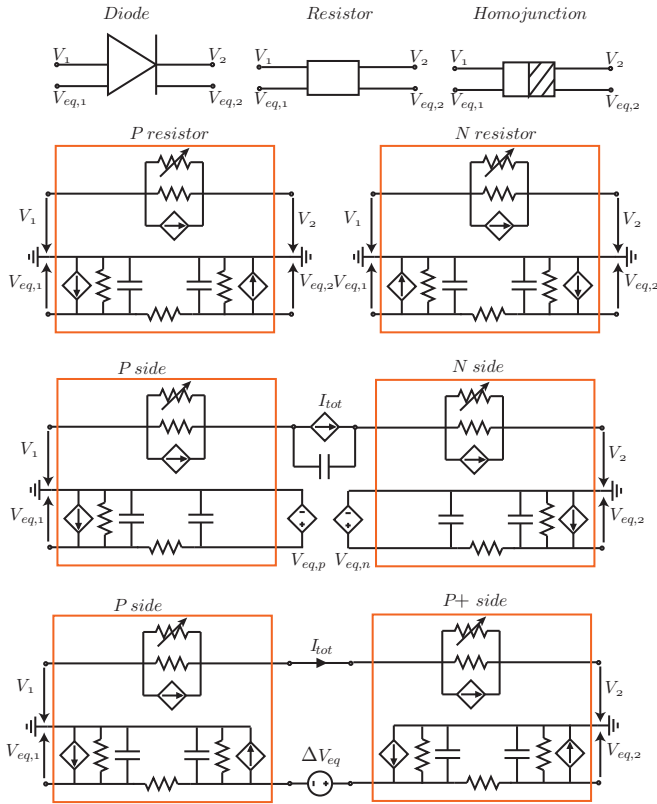 Diode
Resistor
Homojunction
V1
V2
Veq,1
Veq,2
V1
V2
Veq,1
Veq,2
V1
V2
Veq,1
Veq,2
P resistor
N resistor
V1
V2
Veq,1
Veq,2
V1
V2
Veq,1
Veq,2
P side
N side
Itot
V1
V2
Veq,1
Veq,p
Veq,n
Veq,2
P side
P+ side
Itot
V1
V2
Veq,1
ΔVeq
Veq,2